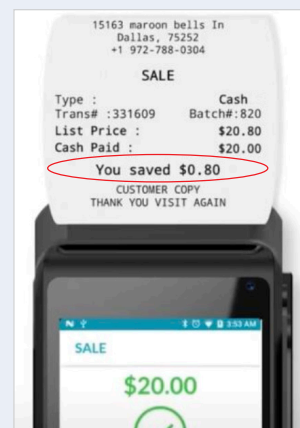 15163 maroon bells In
Dallas, 75252
+1 972-788-0304
SALE
Type : Cash
Trans# :331609 Batch#:820
List Price : $20.80
Cash Paid : $20.00
You saved $0.80
CUSTOMER COPY
THANK YOU VISIT AGAIN
3:53 AM
SALE
$20.00